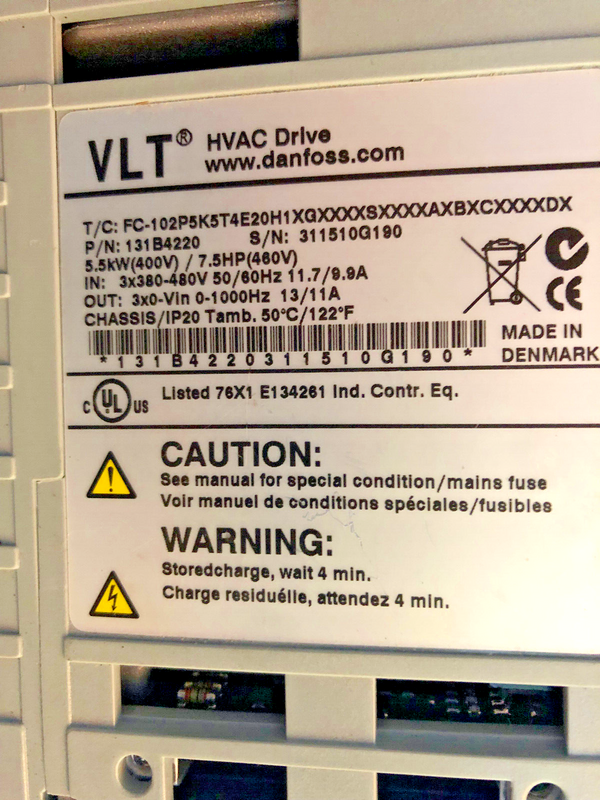 VLT® HVAC Drive
www.danfoss.com
T/C: FC-102P5K5T4E20H1XGXXXXSXXXXAXBXCXXXXDX
P/N: 131B4220 S/N: 311510G190
5.5kW(400V) / 7.5HP(460V)
IN: 3x380-480V 50/60Hz 11.7/9.9A
OUT: 3x0-Vin 0-1000Hz 13/11A
CHASSIS/IP20 Tamb. 50°C/122°F
CE
*131B4220311510G190*
MADE IN
DENMARK
c UL US Listed 76X1 E134261 Ind. Contr. Eq.
CAUTION:
See manual for special condition/mains fuse
Voir manuel de conditions spéciales/fusibles
WARNING:
Storedcharge, wait 4 min.
Charge residuélle, attendez 4 min.